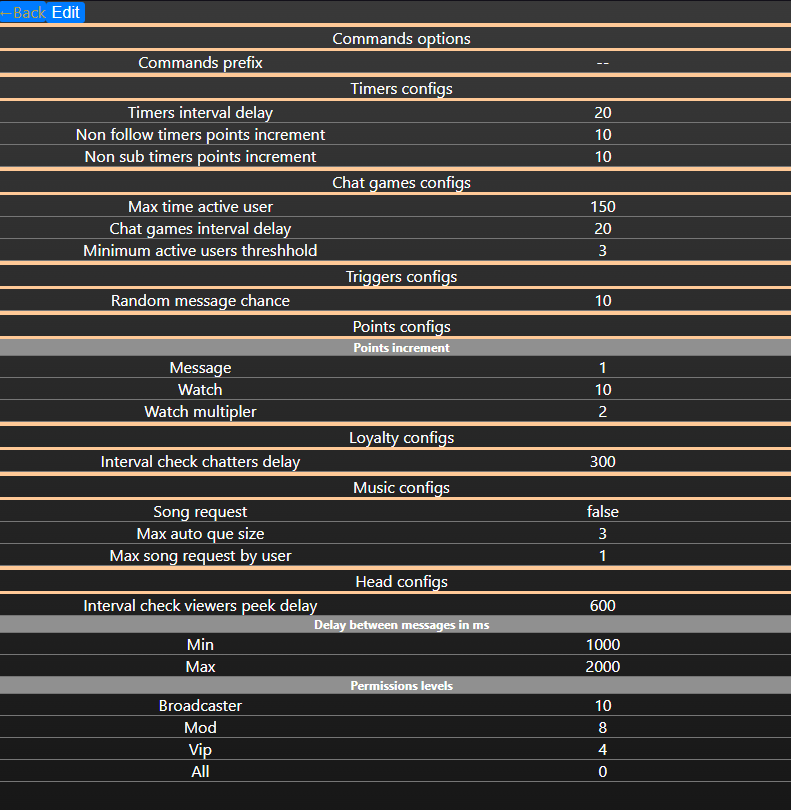 ←Back Edit
Commands options
Commands prefix --
Timers configs
Timers interval delay 20
Non follow timers points increment 10
Non sub timers points increment 10
Chat games configs
Max time active user 150
Chat games interval delay 20
Minimum active users threshhold 3
Triggers configs
Random message chance 10
Points configs
Points increment
Message 1
Watch 10
Watch multipler 2
Loyalty configs
Interval check chatters delay 300
Music configs
Song request false
Max auto que size 3
Max song request by user 1
Head configs
Interval check viewers peek delay 600
Delay between messages in ms
Min 1000
Max 2000
Permissions levels
Broadcaster 10
Mod 8
Vip 4
All 0